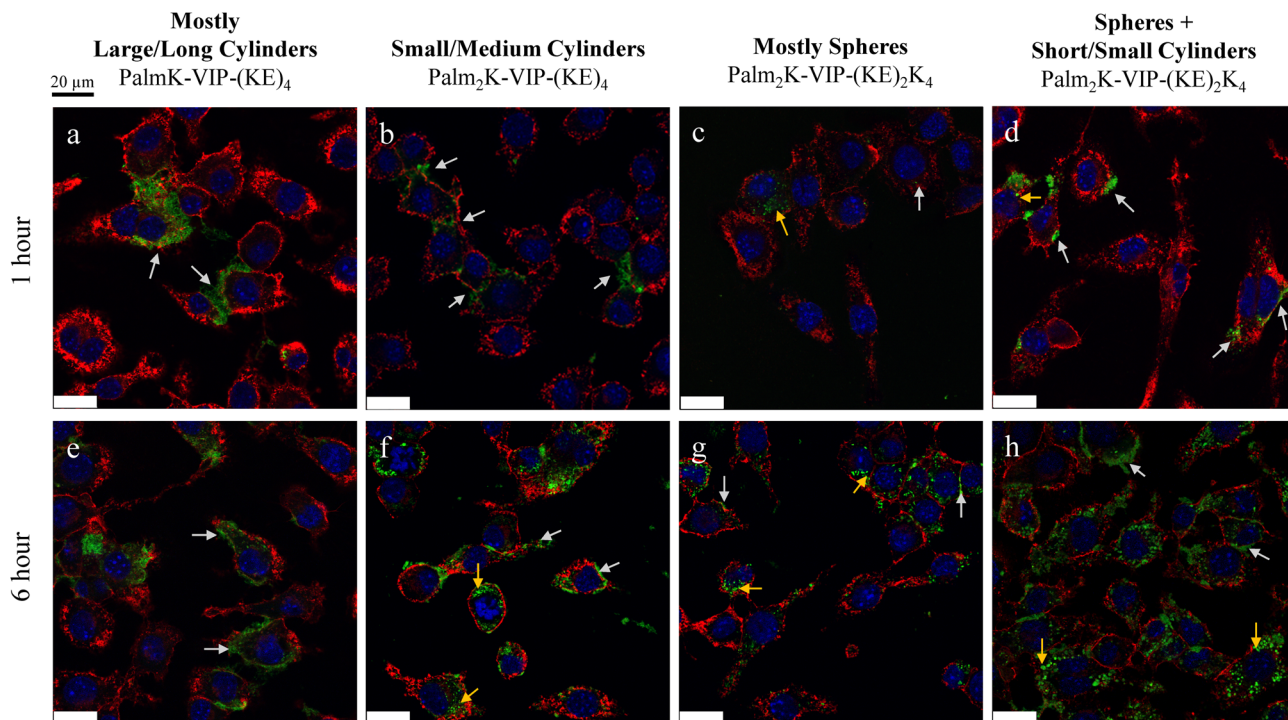 Mostly
Large/Long Cylinders
PalmK-VIP-(KE)₄
Small/Medium Cylinders
Palm₂K-VIP-(KE)₄
Mostly Spheres
Palm₂K-VIP-(KE)₂K₄
Spheres +
Short/Small Cylinders
Palm₂K-VIP-(KE)₂K₄
20 µm
1 hour
a
b
c
d
6 hour
e
f
g
h